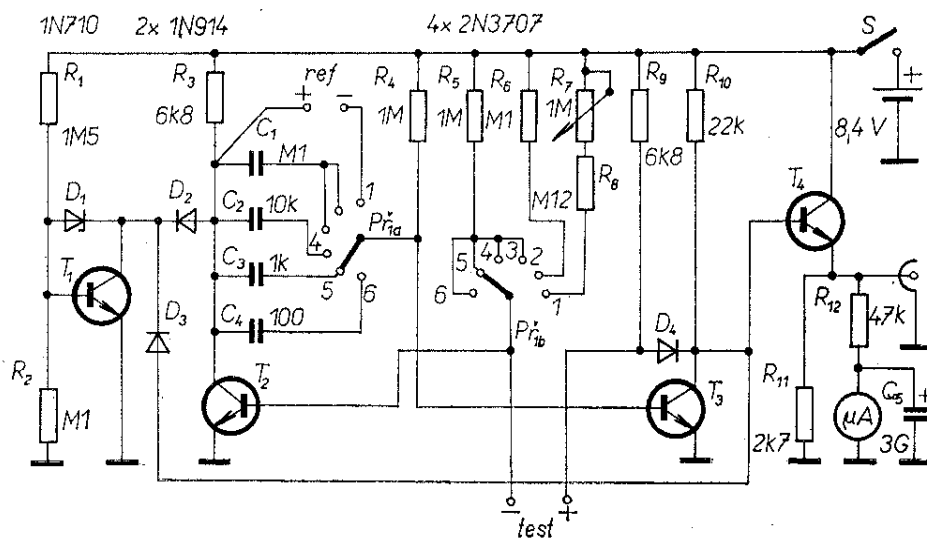 1N710 2x 1N914 4x 2N3707
R1 R3 ref R4 R5 R6 R7 R9 R10 S
+ −
1M5 6k8 C1 M1 1M 1M M1 1M 6k8 22k 8,4 V +
D1 D2 C2 10k 1 M12 R8 T4
4 Př1a 5 4 3 2
T1 C3 1k 5 6 6 1
D3 C4 100 Př1b D4 R12 47k
R2 T2 T3 R11 C5 +
M1 2k7 µA 3G
− test +